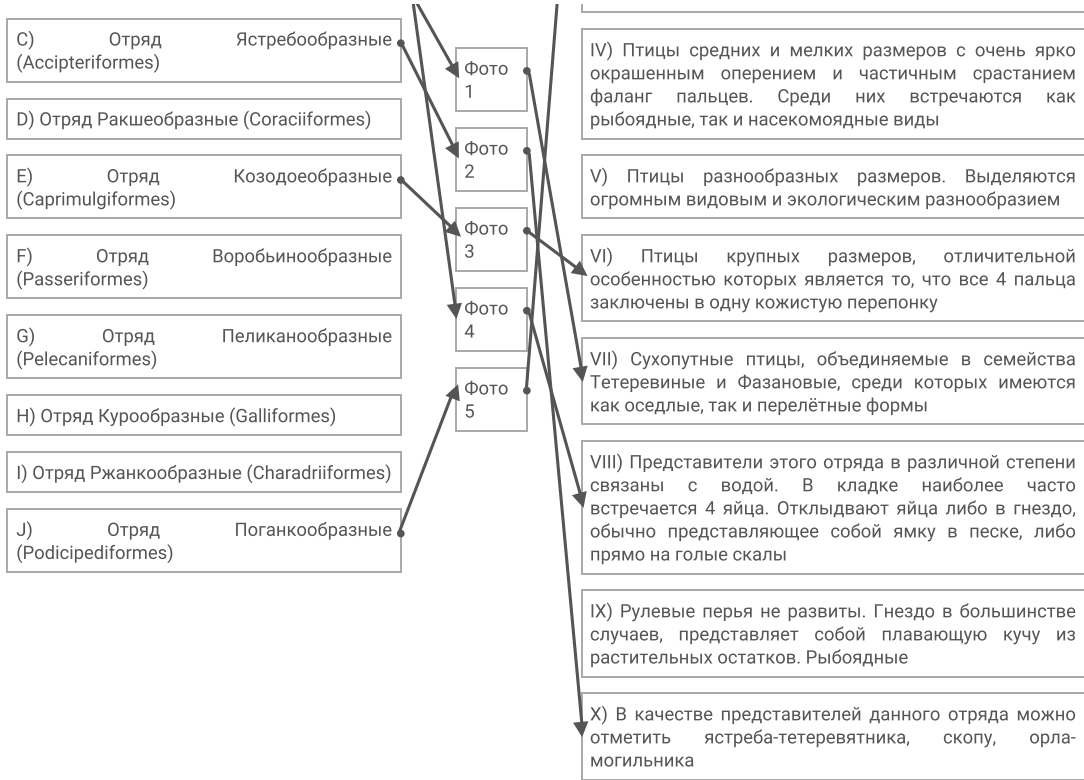 C) Отряд Ястребообразные
(Accipiteriformes)
D) Отряд Ракшеобразные (Coraciiformes)
E) Отряд Козодоеобразные
(Caprimulgiformes)
F) Отряд Воробьинообразные
(Passeriformes)
G) Отряд Пеликанообразные
(Pelecaniformes)
H) Отряд Курообразные (Galliformes)
I) Отряд Ржанкообразные (Charadriiformes)
J) Отряд Поганкообразные
(Podicipediformes)
Фото
1
Фото
2
Фото
3
Фото
4
Фото
5
IV) Птицы средних и мелких размеров с очень ярко
окрашенным оперением и частичным срастанием
фаланг пальцев. Среди них встречаются как
рыбоядные, так и насекомоядные виды
V) Птицы разнообразных размеров. Выделяются
огромным видовым и экологическим разнообразием
VI) Птицы крупных размеров, отличительной
особенностью которых является то, что все 4 пальца
заключены в одну кожистую перепонку
VII) Сухопутные птицы, объединяемые в семейства
Тетеревиные и Фазановые, среди которых имеются
как оседлые, так и перелётные формы
VIII) Представители этого отряда в различной степени
связаны с водой. В кладке наиболее часто
встречается 4 яйца. Отклыдвают яйца либо в гнездо,
обычно представляющее собой ямку в песке, либо
прямо на голые скалы
IX) Рулевые перья не развиты. Гнездо в большинстве
случаев, представляет собой плавающую кучу из
растительных остатков. Рыбоядные
X) В качестве представителей данного отряда можно
отметить ястреба-тетеревятника, скопу, орла-
могильника